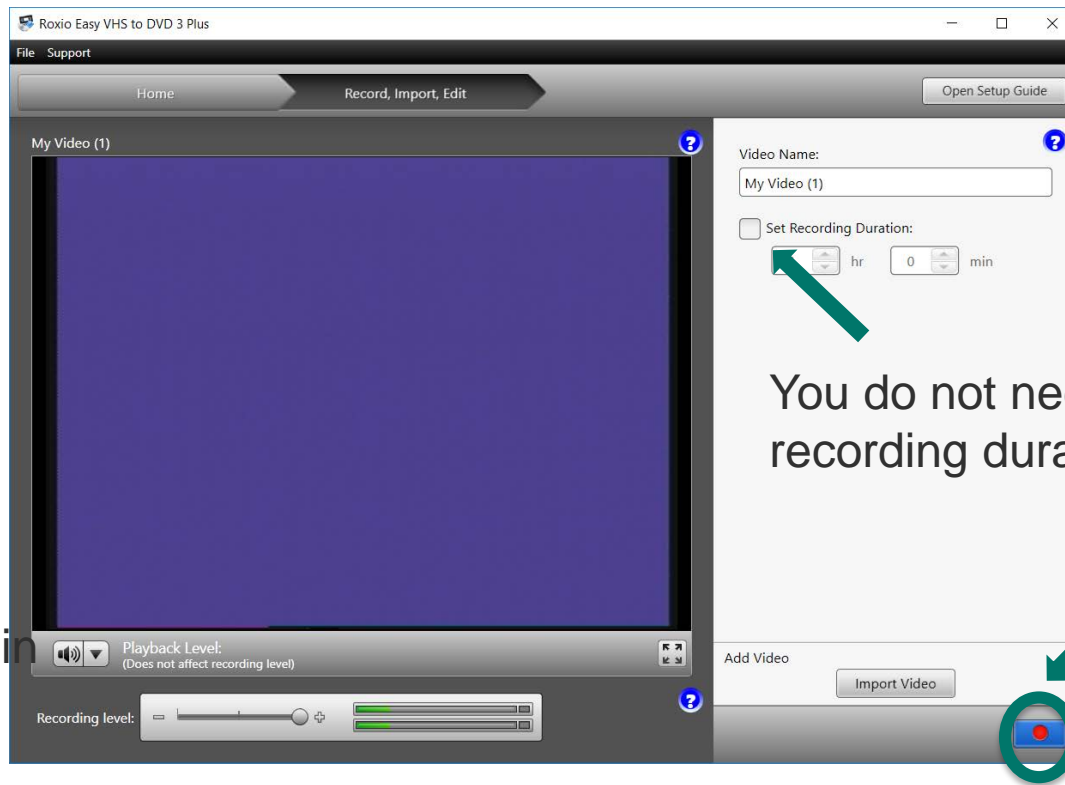 Roxio Easy VHS to DVD 3 Plus
File Support
Home
Record, Import, Edit
Open Setup Guide
My Video (1)
?
?
Video Name:
My Video (1)
Set Recording Duration:
hr
0
min
You do not
recording
in
Playback Level:
(Does not affect recording level)
Add Video
Import Video
Recording level:
?